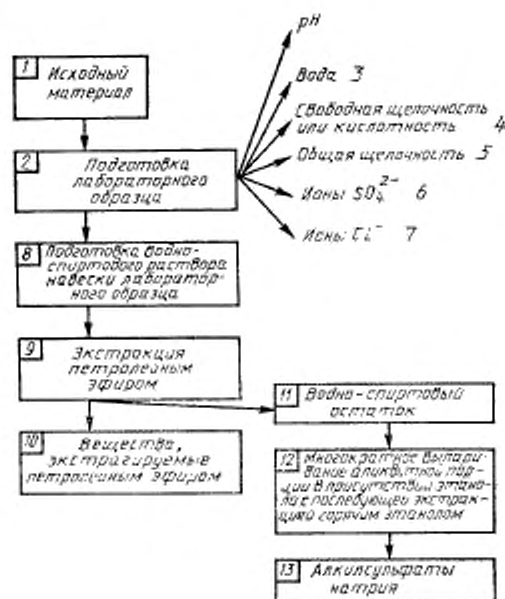 1
Исходный
материал
2
Подготовка
лабораторного
образца
pH
Вода 3
Свободная щелочность
или кислотность 4
Общая щелочность 5
Ионы SO₄²⁻ 6
Ионы Cl⁻ 7
8
Подготовка водно-
спиртового раствора
навески лаборатор-
ного образца
9
Экстракция
петролейным
эфиром
10
Вещества,
экстрагируемые
петролейным эфиром
11
Водно-спиртовый
остаток
12
Многократное выпари-
вание аликвотной пор-
ции в присутствии этано-
ла с последующей экстрак-
цией горячим этанолом
13
Алкилсульфаты
натрия